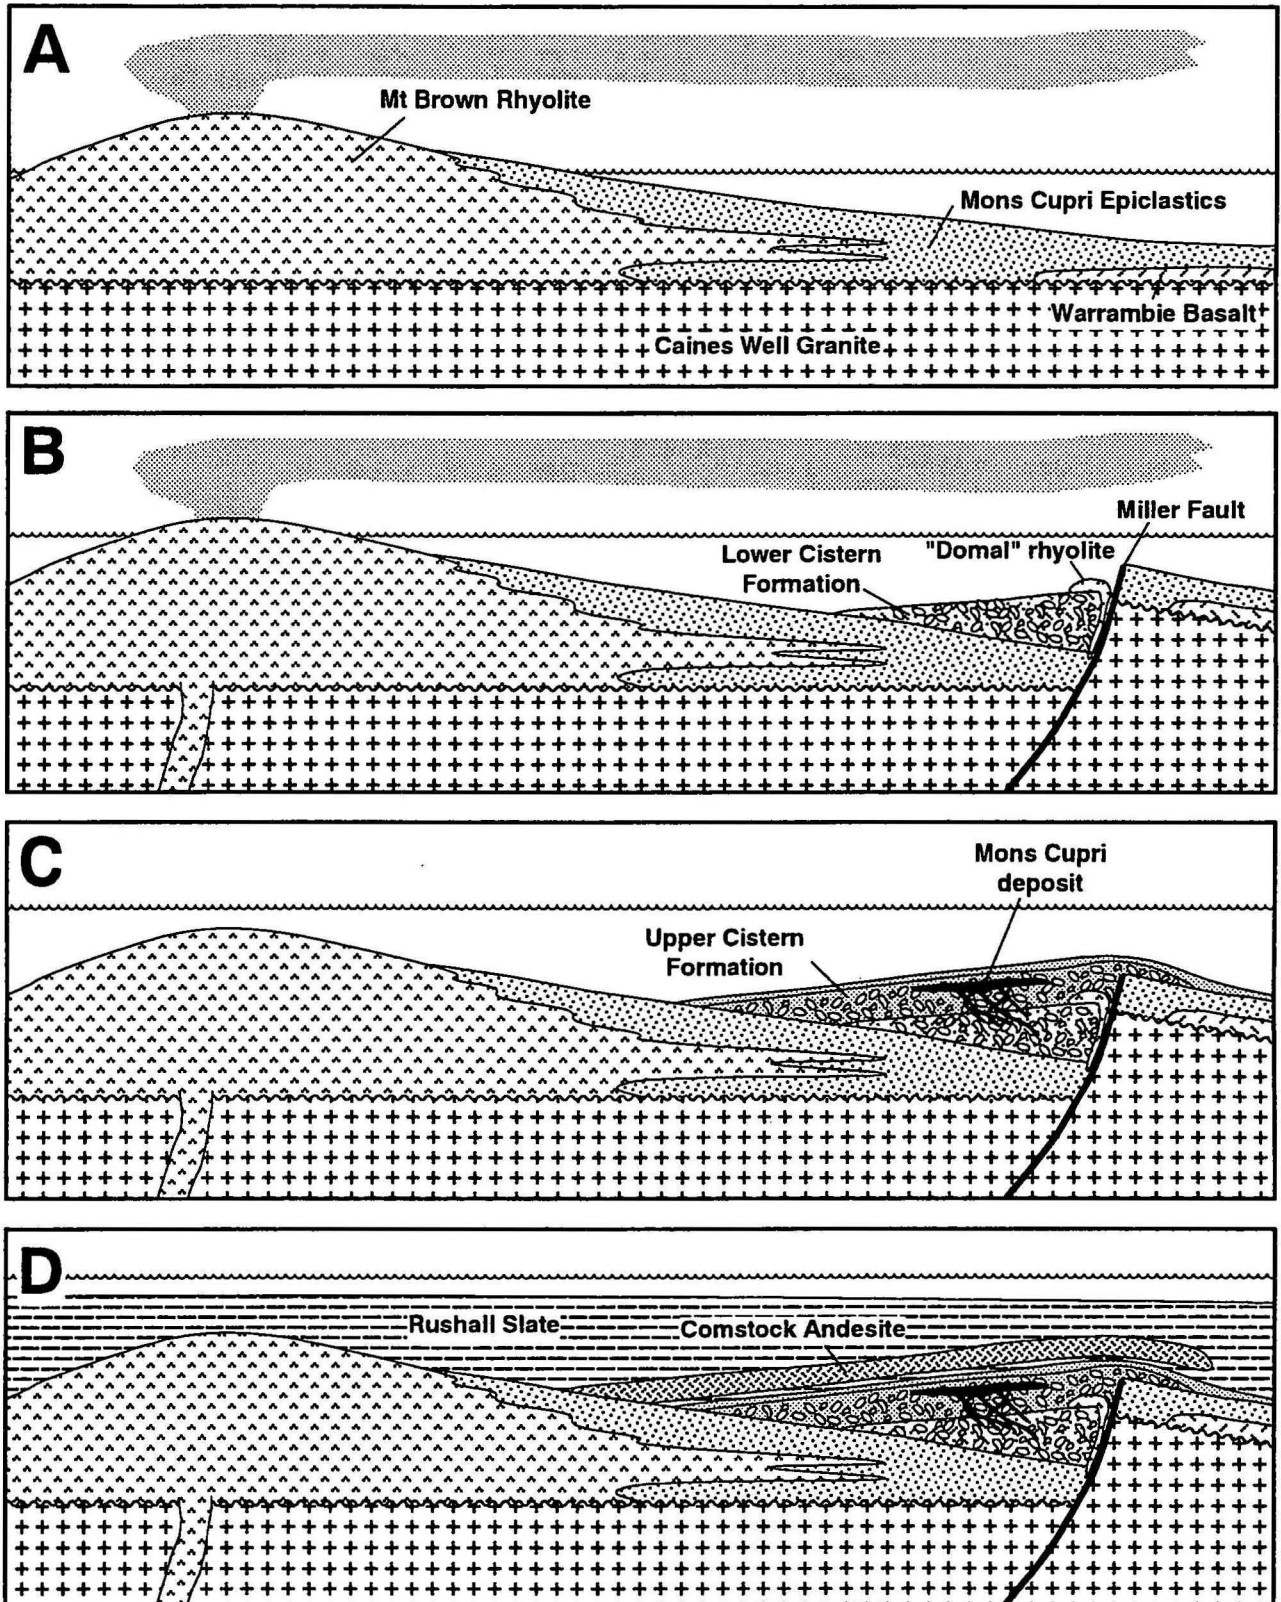 A
Mt Brown Rhyolite
Mons Cupri Epiclastics
Warrambie Basalt
Caines Well Granite
B
Miller Fault
Lower Cistern
Formation
"Domal" rhyolite
C
Mons Cupri
deposit
Upper Cistern
Formation
D
Rushall Slate
Comstock Andesite